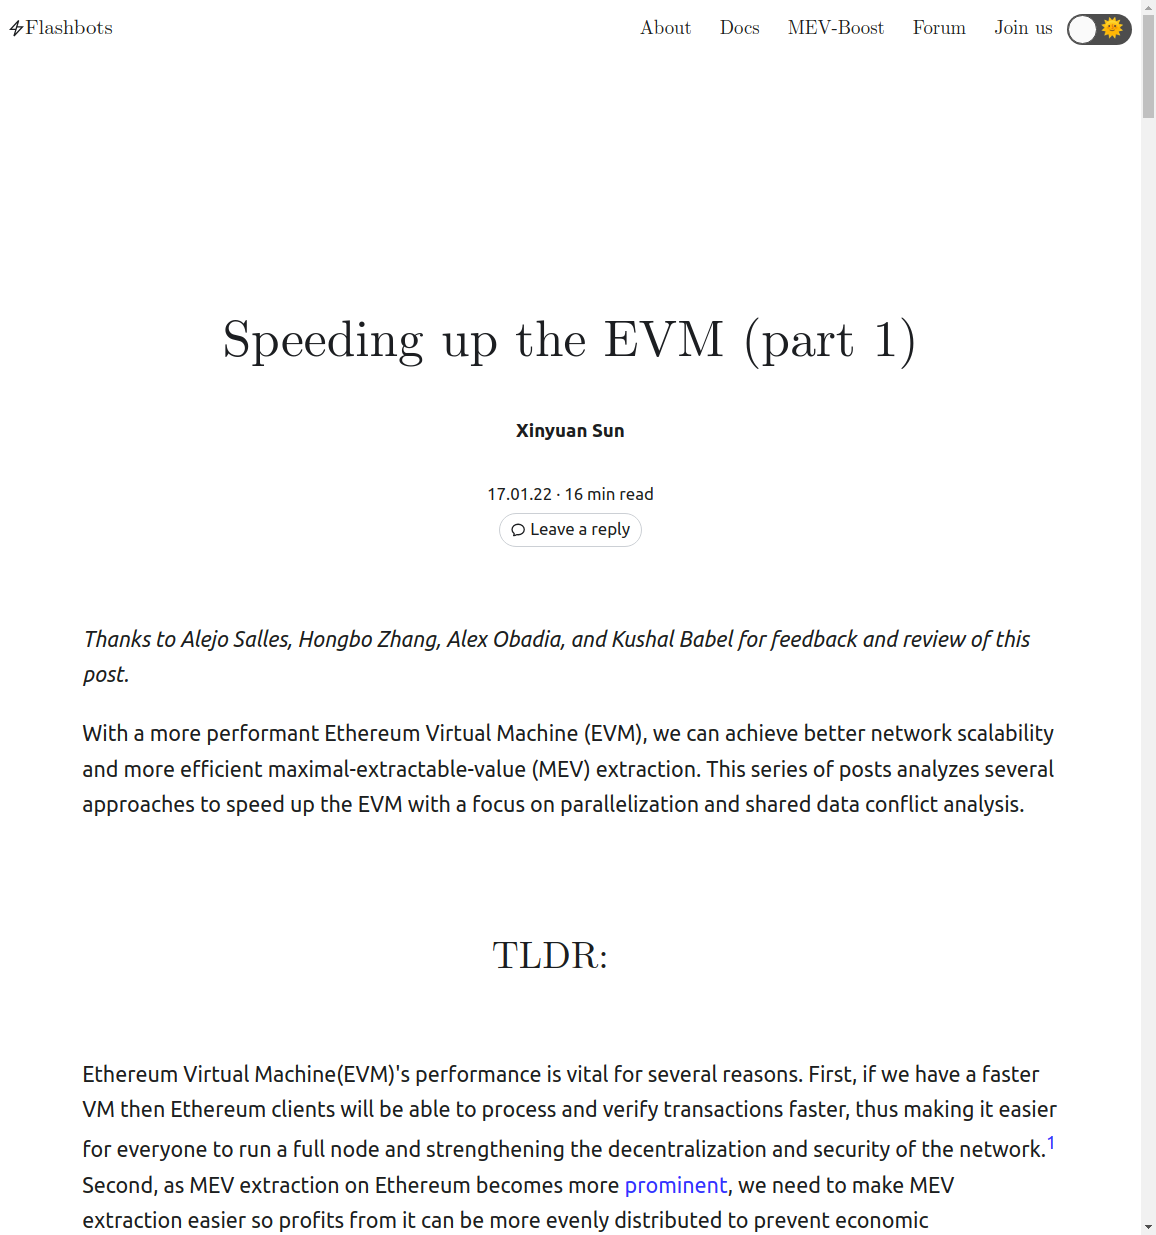 Flashbots
About Docs MEV-Boost Forum Join us
Speeding up the EVM (part 1)
Xinyuan Sun
17.01.22 · 16 min read
Leave a reply
Thanks to Alejo Salles, Hongbo Zhang, Alex Obadia, and Kushal Babel for feedback and review of this
post.
With a more performant Ethereum Virtual Machine (EVM), we can achieve better network scalability
and more efficient maximal-extractable-value (MEV) extraction. This series of posts analyzes several
approaches to speed up the EVM with a focus on parallelization and shared data conflict analysis.
TLDR:
Ethereum Virtual Machine(EVM)'s performance is vital for several reasons. First, if we have a faster
VM then Ethereum clients will be able to process and verify transactions faster, thus making it easier
for everyone to run a full node and strengthening the decentralization and security of the network.1
Second, as MEV extraction on Ethereum becomes more prominent, we need to make MEV
extraction easier so profits from it can be more evenly distributed to prevent economic